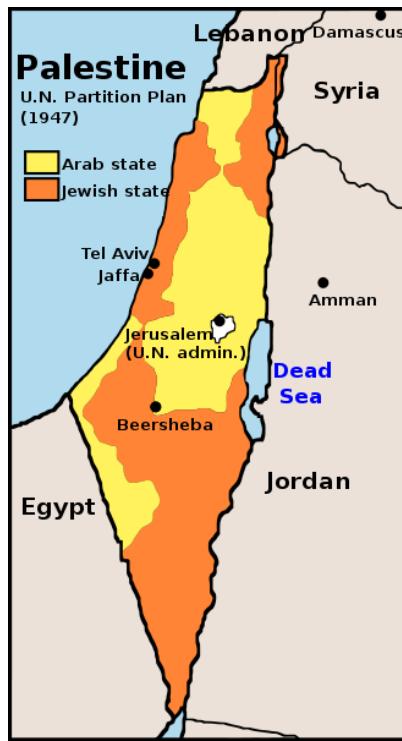 Lebanon
Damascus
Palestine
U.N. Partition Plan
(1947)
Syria
Arab state
Jewish state
Tel Aviv
Jaffa
Amman
Jerusalem
(U.N. admin.)
Dead
Sea
Beersheba
Jordan
Egypt